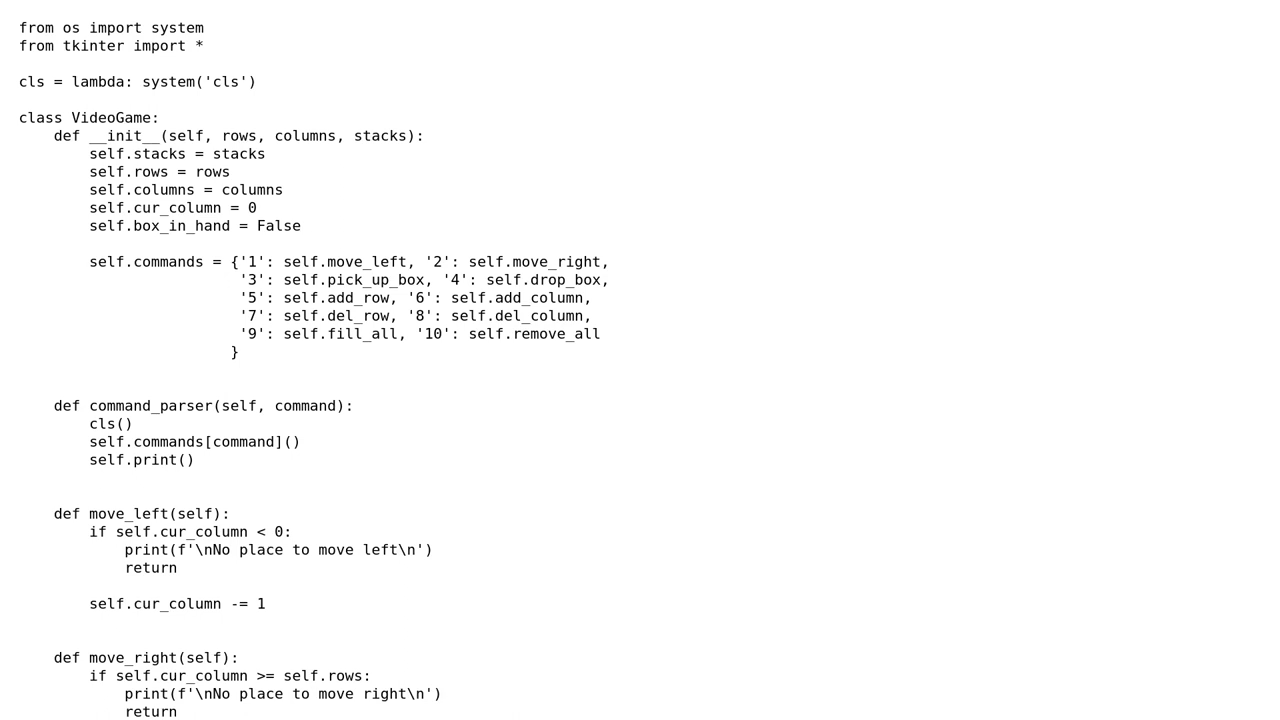 from os import system
from tkinter import *

cls = lambda: system('cls')

class VideoGame:
    def __init__(self, rows, columns, stacks):
        self.stacks = stacks
        self.rows = rows
        self.columns = columns
        self.cur_column = 0
        self.box_in_hand = False

        self.commands = {'1': self.move_left, '2': self.move_right,
                         '3': self.pick_up_box, '4': self.drop_box,
                         '5': self.add_row, '6': self.add_column,
                         '7': self.del_row, '8': self.del_column,
                         '9': self.fill_all, '10': self.remove_all
                        }


    def command_parser(self, command):
        cls()
        self.commands[command]()
        self.print()


    def move_left(self):
        if self.cur_column < 0:
            print(f'\nNo place to move left\n')
            return

        self.cur_column -= 1


    def move_right(self):
        if self.cur_column >= self.rows:
            print(f'\nNo place to move right\n')
            return